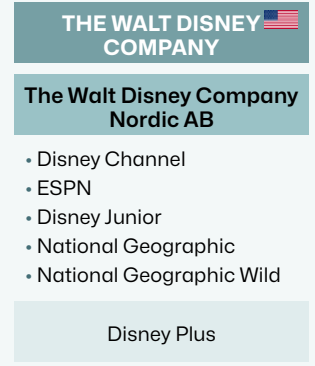 THE WALT DISNEY
COMPANY
The Walt Disney Company
Nordic AB
• Disney Channel
• ESPN
• Disney Junior
• National Geographic
• National Geographic Wild
Disney Plus